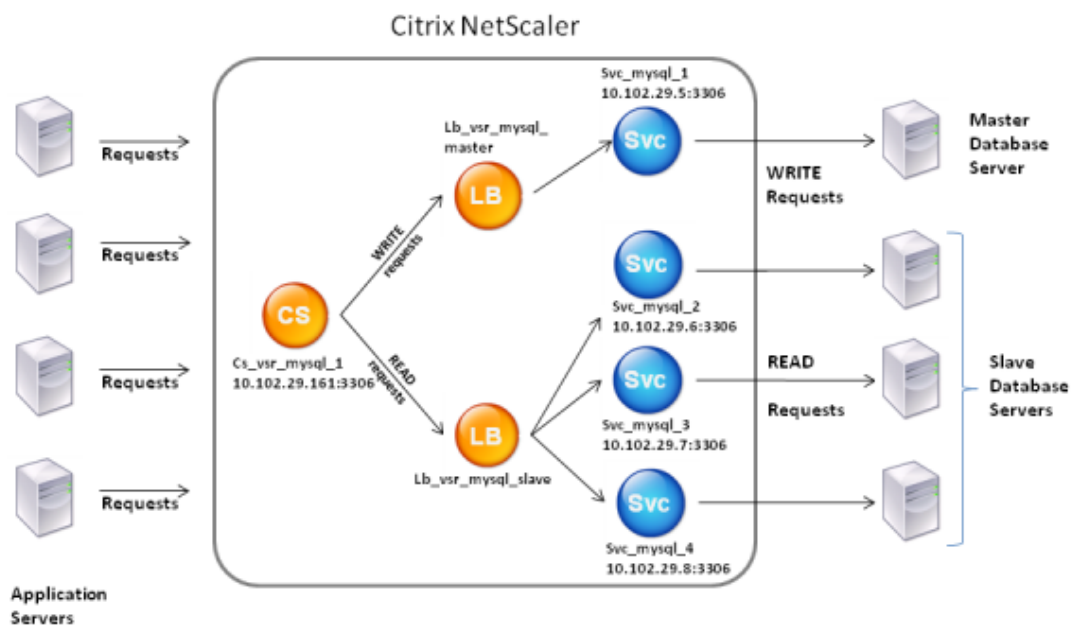 Citrix NetScaler
Requests
Requests
Requests
Requests
Application
Servers
CS
Cs_vsr_mysql_1
10.102.29.161:3306
WRITE
requests
READ
requests
Lb_vsr_mysql_
master
LB
LB
Lb_vsr_mysql_slave
Svc_mysql_1
10.102.29.5:3306
Svc
Svc
Svc_mysql_2
10.102.29.6:3306
Svc
Svc_mysql_3
10.102.29.7:3306
Svc
Svc_mysql_4
10.102.29.8:3306
WRITE
Requests
READ
Requests
Master
Database
Server
Slave
Database
Servers